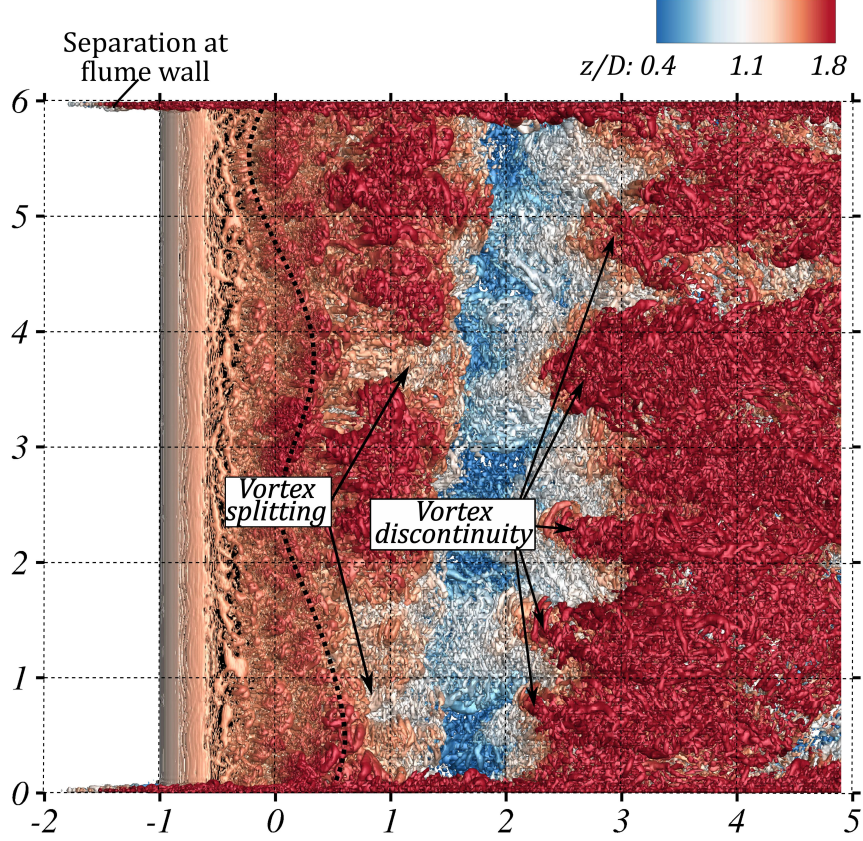 Separation at
flume wall
z/D: 0.4 1.1 1.8
6
5
4
3
2
1
0
Vortex
splitting
Vortex
discontinuity
-2 -1 0 1 2 3 4 5